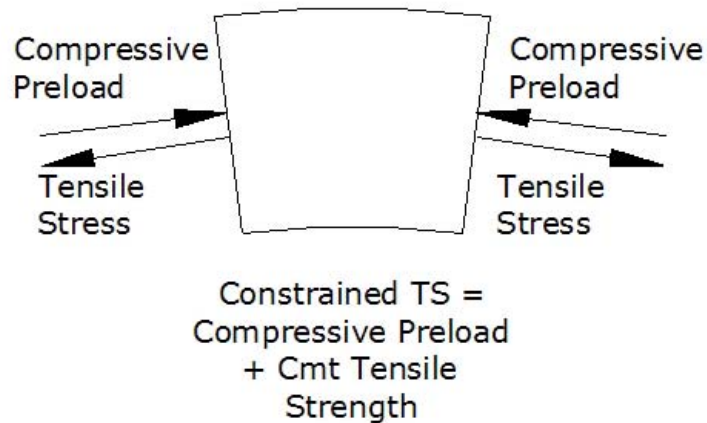 Compressive
Preload
Compressive
Preload
Tensile
Stress
Tensile
Stress
Constrained TS =
Compressive Preload
+ Cmt Tensile
Strength